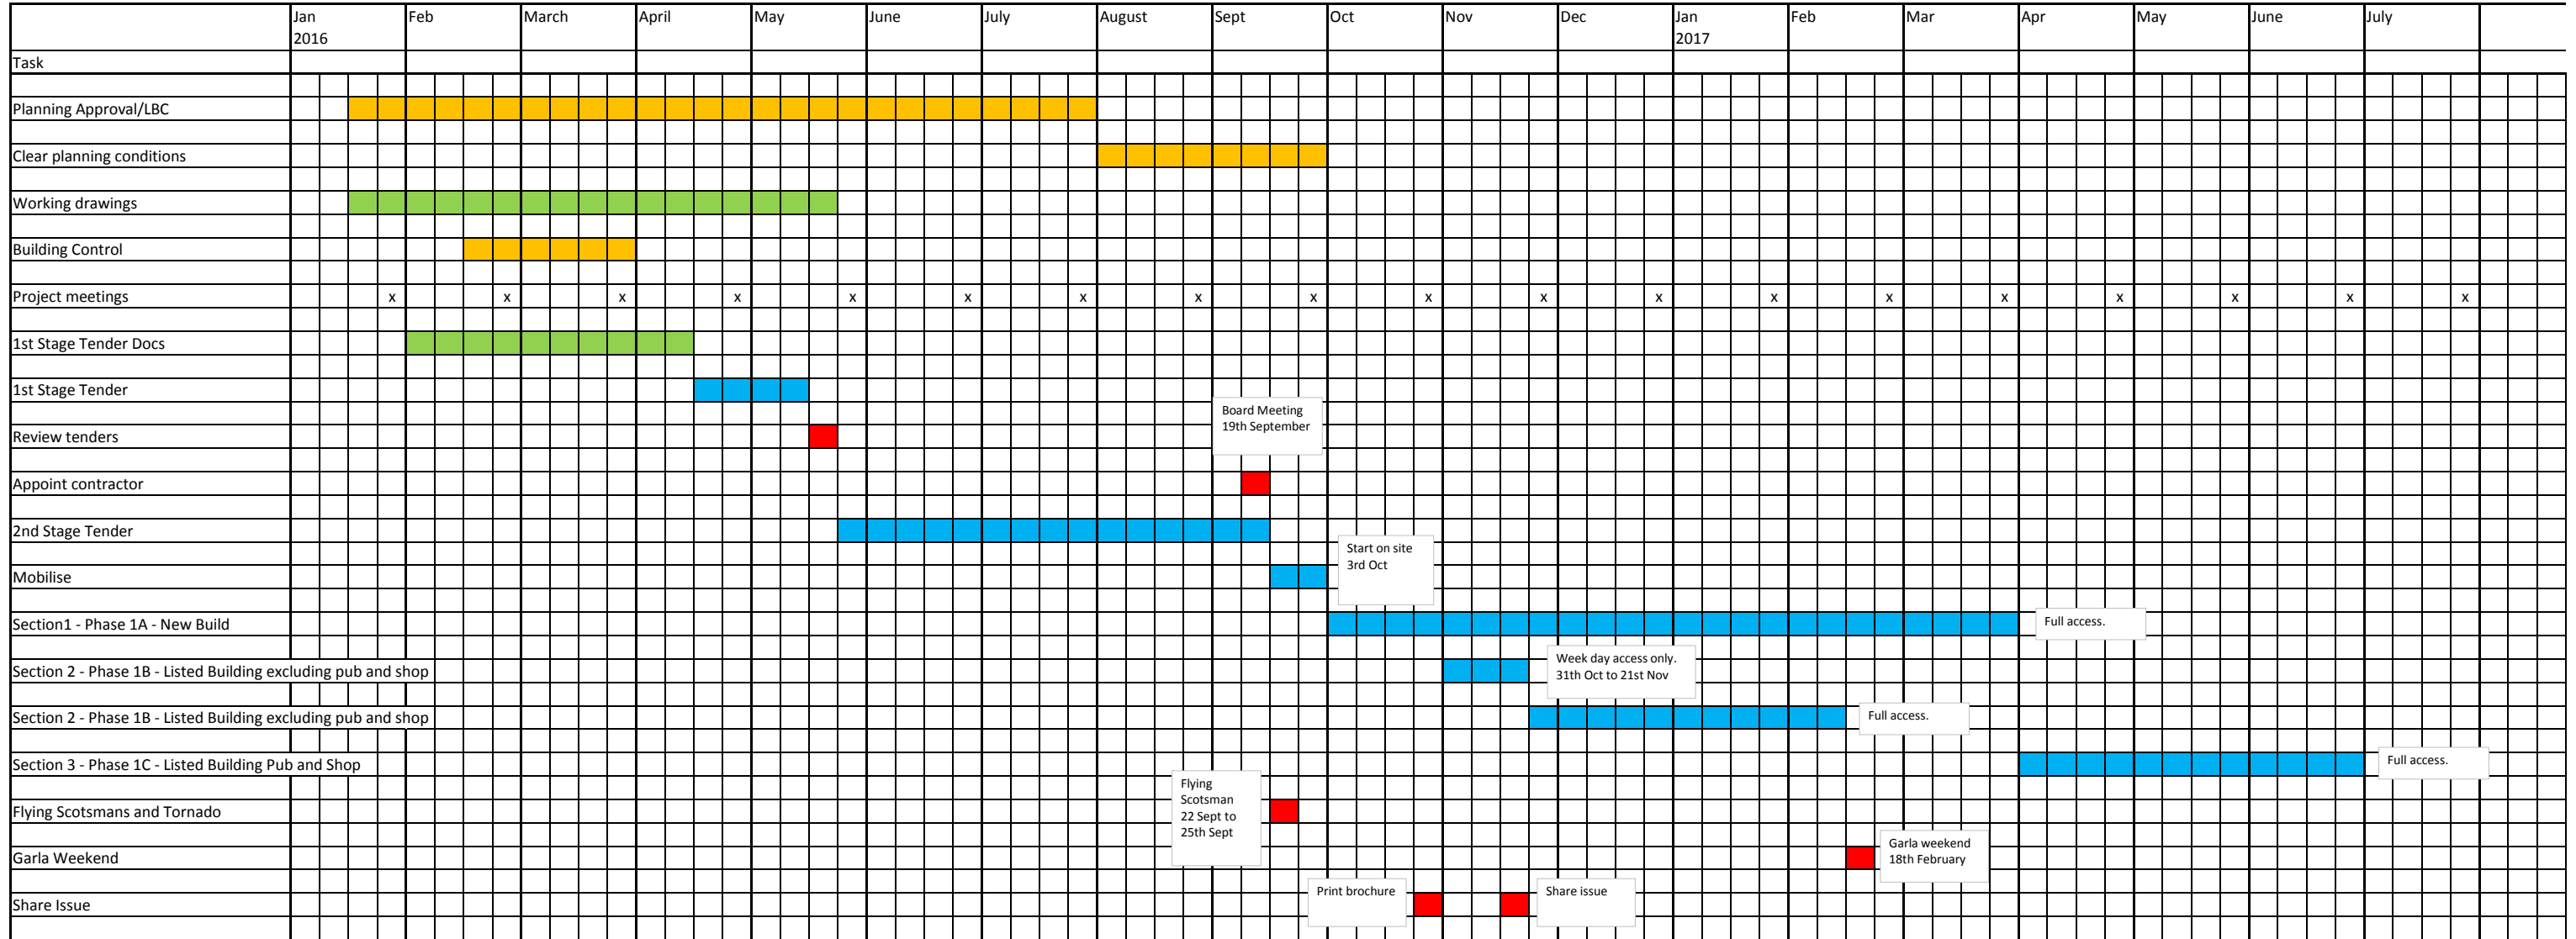 Jan Feb March April May June July August Sept Oct Nov Dec Jan Feb Mar Apr May June July
2016 2017
Task
Planning Approval/LBC
Clear planning conditions
Working drawings
Building Control
Project meetings x x x x x x x x x x x x x x x x x x x
1st Stage Tender Docs
1st Stage Tender
Board Meeting
19th September
Review tenders
Appoint contractor
2nd Stage Tender
Start on site
3rd Oct
Mobilise
Section1 - Phase 1A - New Build
Full access.
Section 2 - Phase 1B - Listed Building excluding pub and shop
Week day access only.
31th Oct to 21st Nov
Section 2 - Phase 1B - Listed Building excluding pub and shop
Full access.
Section 3 - Phase 1C - Listed Building Pub and Shop
Full access.
Flying Scotsmans and Tornado
Flying
Scotsman
22 Sept to
25th Sept
Garla Weekend
Garla weekend
18th February
Share Issue
Print brochure
Share issue